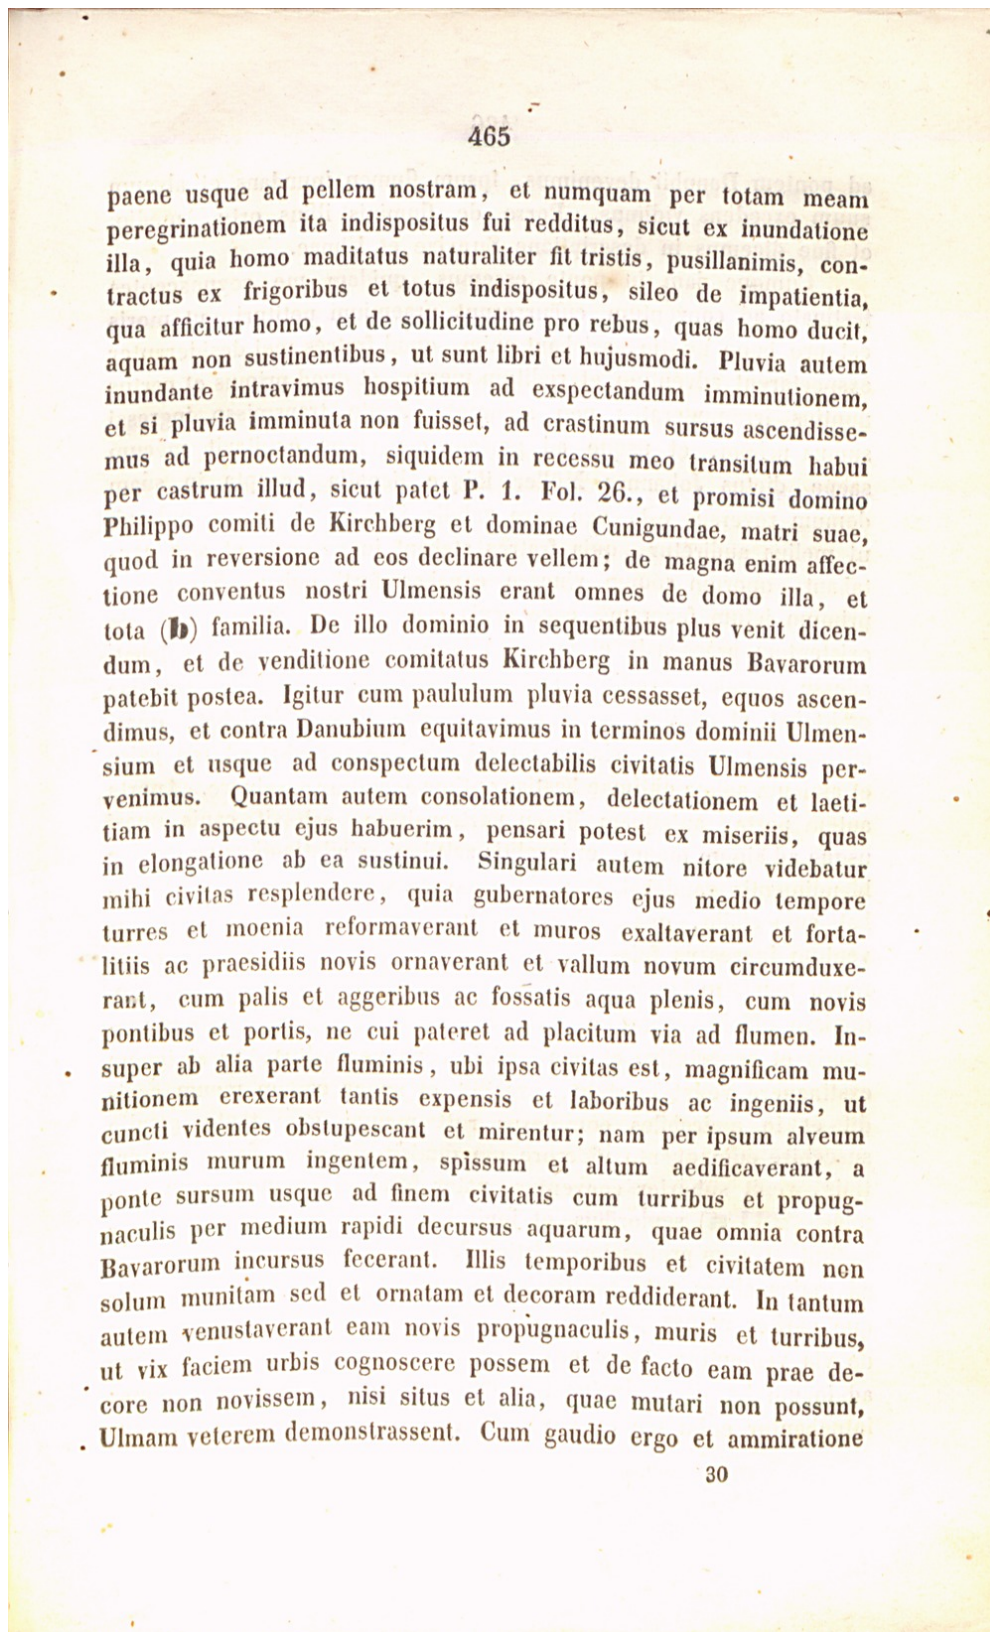 465
paene usque ad pellem nostram, et numquam per totam meam
peregrinationem ita indispositus fui redditus, sicut ex inundatione
illa, quia homo maditatus naturaliter fit tristis, pusillanimis, con-
tractus ex frigoribus et totus indispositus, sileo de impatientia,
qua afficitur homo, et de sollicitudine pro rebus, quas homo ducit,
aquam non sustinentibus, ut sunt libri et hujusmodi. Pluvia autem
inundante intravimus hospitium ad exspectandum imminutionem,
et si pluvia imminuta non fuisset, ad crastinum sursus ascendisse-
mus ad pernoctandum, siquidem in recessu meo transitum habui
per castrum illud, sicut patet P. 1. Fol. 26., et promisi domino
Philippo comiti de Kirchberg et dominae Cunigundae, matri suae,
quod in reversione ad eos declinare vellem; de magna enim affec-
tione conventus nostri Ulmensis erant omnes de domo illa, et
tota (b) familia. De illo dominio in sequentibus plus venit dicen-
dum, et de venditione comitatus Kirchberg in manus Bavarorum
patebit postea. Igitur cum paululum pluvia cessasset, equos ascen-
dimus, et contra Danubium equitavimus in terminos dominii Ulmen-
sium et usque ad conspectum delectabilis civitatis Ulmensis per-
venimus. Quantam autem consolationem, delectationem et laeti-
tiam in aspectu ejus habuerim, pensari potest ex miseriis, quas
in elongatione ab ea sustinui. Singulari autem nitore videbatur
mihi civitas resplendere, quia gubernatores ejus medio tempore
turres et moenia reformaverant et muros exaltaverant et forta-
litiis ac praesidiis novis ornaverant et vallum novum circumduxe-
rant, cum palis et aggeribus ac fossatis aqua plenis, cum novis
pontibus et portis, ne cui pateret ad placitum via ad flumen. In-
super ab alia parte fluminis, ubi ipsa civitas est, magnificam mu-
nitionem erexerant tantis expensis et laboribus ac ingeniis, ut
cuncti videntes obstupescant et mirentur; nam per ipsum alveum
fluminis murum ingentem, spissum et altum aedificaverant, a
ponte sursum usque ad finem civitatis cum turribus et propug-
naculis per medium rapidi decursus aquarum, quae omnia contra
Bavarorum incursus fecerant. Illis temporibus et civitatem non
solum munitam sed et ornatam et decoram reddiderant. In tantum
autem venustaverant eam novis propugnaculis, muris et turribus,
ut vix faciem urbis cognoscere possem et de facto eam prae de-
core non novissem, nisi situs et alia, quae mutari non possunt,
Ulmam veterem demonstrassent. Cum gaudio ergo et ammiratione
30